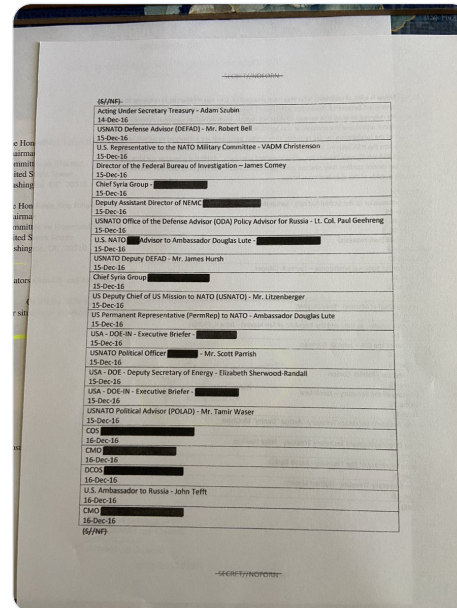 SECRET//NOFORN
(S//NF)
Acting Under Secretary Treasury - Adam Szubin
14-Dec-16
USNATO Defense Advisor (DEFAD) - Mr. Robert Bell
15-Dec-16
U.S. Representative to the NATO Military Committee - VADM Christenson
15-Dec-16
Director of the Federal Bureau of Investigation – James Comey
15-Dec-16
Chief Syria Group -
15-Dec-16
Deputy Assistant Director of NEMC
15-Dec-16
USNATO Office of the Defense Advisor (ODA) Policy Advisor for Russia - Lt. Col. Paul Geehreng
15-Dec-16
U.S. NATO Advisor to Ambassador Douglas Lute -
15-Dec-16
USNATO Deputy DEFAD - Mr. James Hursh
15-Dec-16
Chief Syria Group
15-Dec-16
US Deputy Chief of US Mission to NATO (USNATO) - Mr. Litzenberger
15-Dec-16
US Permanent Representative (PermRep) to NATO - Ambassador Douglas Lute
15-Dec-16
USA - DOE-IN - Executive Briefer -
15-Dec-16
USNATO Political Officer - Mr. Scott Parrish
15-Dec-16
USA - DOE - Deputy Secretary of Energy - Elizabeth Sherwood-Randall
15-Dec-16
USA - DOE-IN - Executive Briefer -
15-Dec-16
USNATO Political Advisor (POLAD) - Mr. Tamir Waser
15-Dec-16
COS
16-Dec-16
CMO
16-Dec-16
DCOS
16-Dec-16
U.S. Ambassador to Russia - John Tefft
16-Dec-16
CMO
16-Dec-16
(S//NF)
SECRET//NOFORN